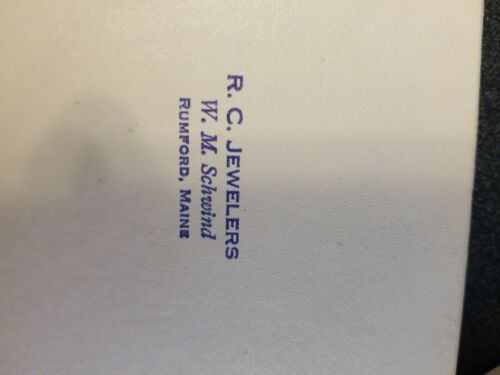 R. C. JEWELERS
W. M. Schwind
RUMFORD, MAINE